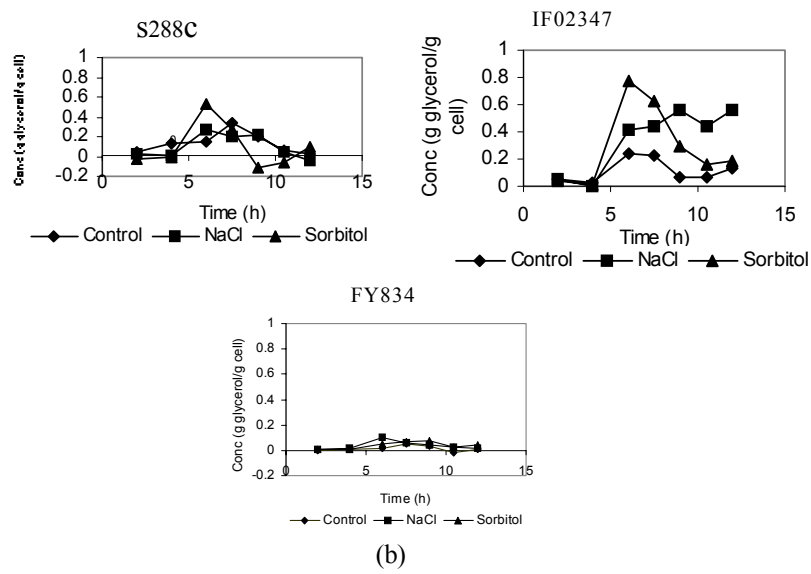 S288C
Conc (g glycerol/g cell)
1
0.8
0.6
0.4
0.2
0
-0.2
0 5 10 15
Time (h)
Control NaCl Sorbitol
IF02347
Conc (g glycerol/g
cell)
1
0.8
0.6
0.4
0.2
0
0 5 10 15
Time (h)
Control NaCl Sorbitol
FY834
Conc (g glycerol/g cell)
1
0.8
0.6
0.4
0.2
0
-0.2
0 5 10 15
Time (h)
Control NaCl Sorbitol
(b)